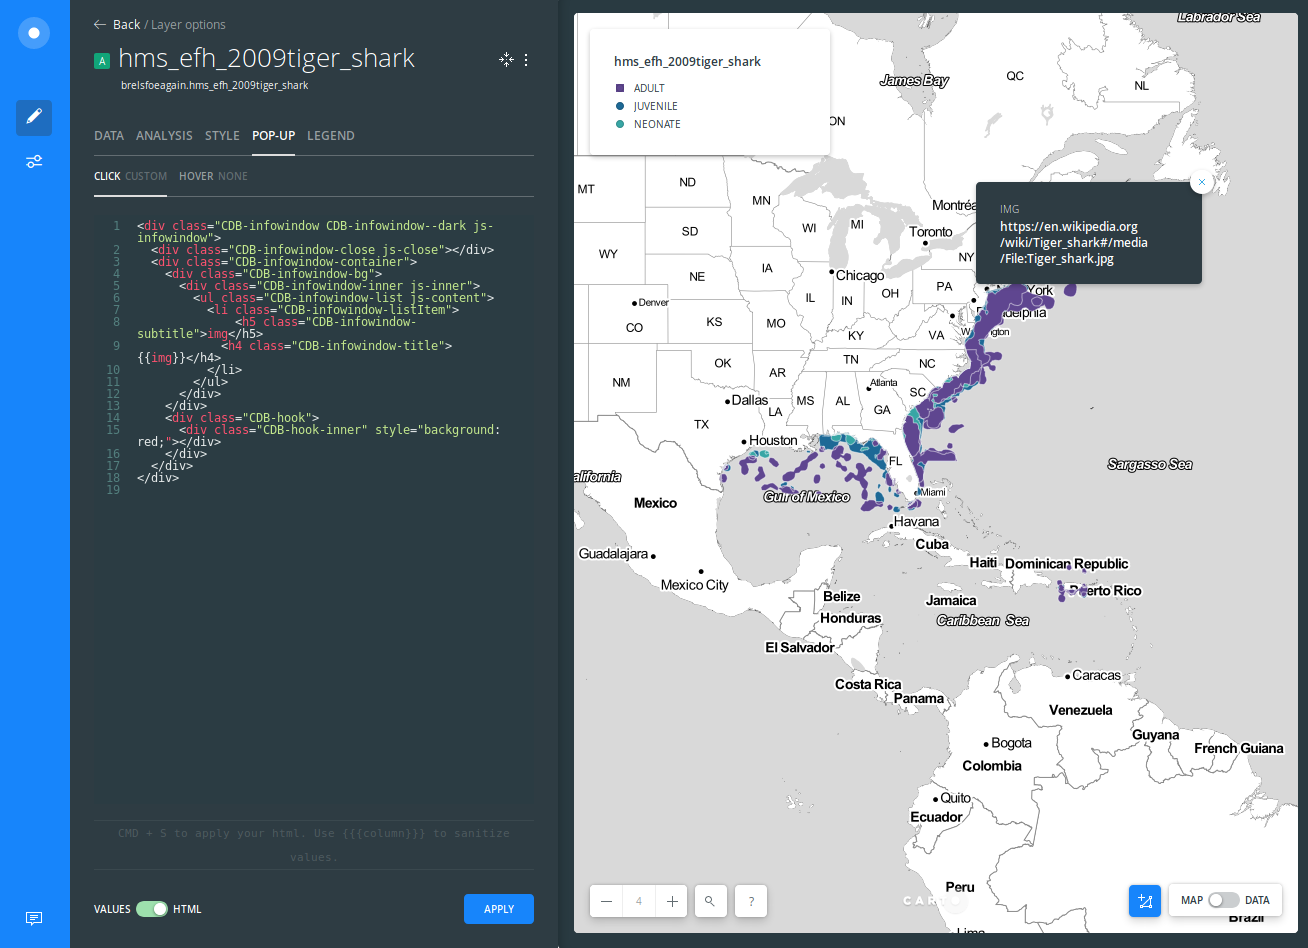 ← Back / Layer options
A hms_efh_2009tiger_shark
brelsfoeagain.hms_efh_2009tiger_shark
DATA ANALYSIS STYLE POP-UP LEGEND
CLICK CUSTOM HOVER NONE
1 <div class="CDB-infowindow CDB-infowindow--dark js-
infowindow">
2 <div class="CDB-infowindow-close js-close"></div>
3 <div class="CDB-infowindow-container">
4 <div class="CDB-infowindow-bg">
5 <div class="CDB-infowindow-inner js-inner">
6 <ul class="CDB-infowindow-list js-content">
7 <li class="CDB-infowindow-listItem">
8 <h5 class="CDB-infowindow-
subtitle">img</h5>
9 <h4 class="CDB-infowindow-title">
{{img}}</h4>
10 </li>
11 </ul>
12 </div>
13 </div>
14 <div class="CDB-hook">
15 <div class="CDB-hook-inner" style="background:
red;"></div>
16 </div>
17 </div>
18 </div>
19
CMD + S to apply your html. Use {{{column}}} to sanitize
values.
VALUES HTML
APPLY
hms_efh_2009tiger_shark
ADULT
JUVENILE
NEONATE
Labrador Sea
James Bay
QC
NL
ON
IMG
https://en.wikipedia.org
/wiki/Tiger_shark#/media
/File:Tiger_shark.jpg
MT
ND
MN
WI
MI
Montréa
Toronto
SD
WY
NY
IA
Chicago
NE
PA
York
IL
IN
OH
Denver
delphia
CO
KS
MO
KY
VA
W
ngton
OK
TN
NC
AR
NM
Atlanta
SC
Dallas
LA
MS
AL
GA
TX
Houston
FL
Sargasso Sea
alifornia
Miami
Gulf of Mexico
Mexico
Havana
Cuba
Guadalajara
Haiti
Dominican Republic
Mexico City
Puerto Rico
Belize
Jamaica
Honduras
Caribbean Sea
El Salvador
Caracas
Costa Rica
Panama
Venezuela
Guyana
French Guiana
Bogota
Colombia
Quito
Ecuador
Peru
Lima
Brazil
CARTO
− 4 +
?
MAP DATA